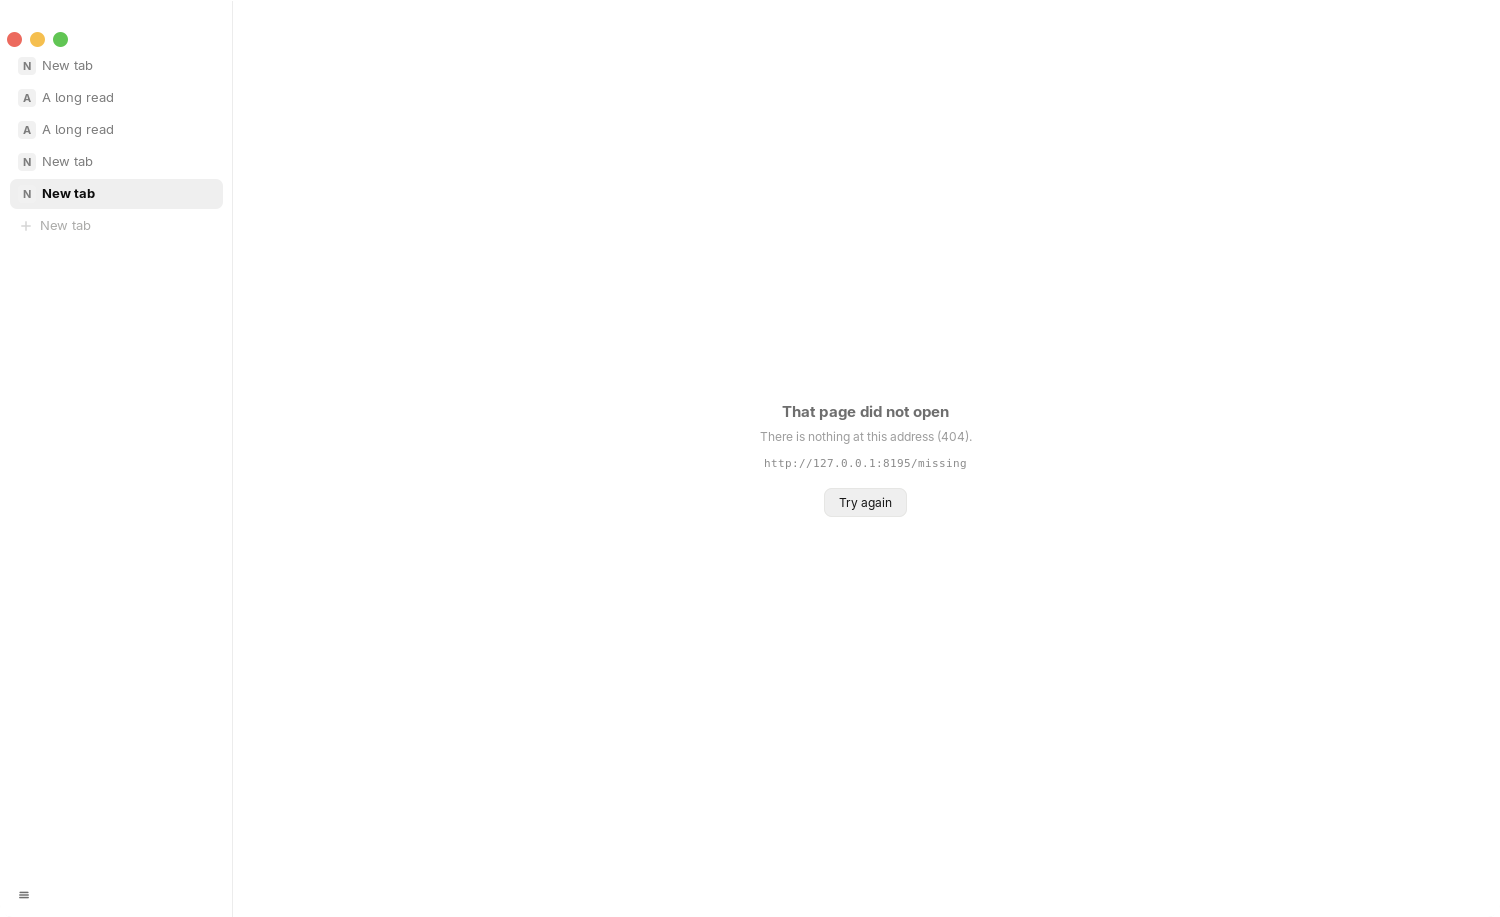 N New tab
A A long read
A A long read
N New tab
N New tab
+ New tab
That page did not open
There is nothing at this address (404).
http://127.0.0.1:8195/missing
Try again